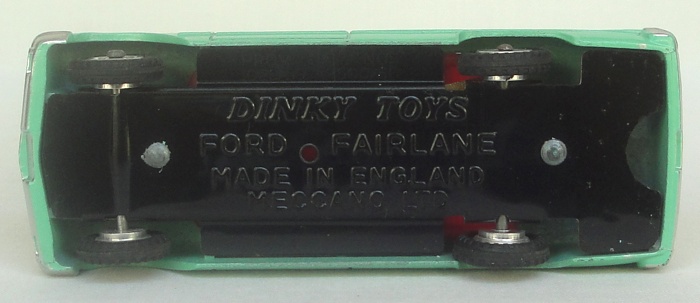 DINKY TOYS
FORD FAIRLANE
MADE IN ENGLAND
MECCANO LTD